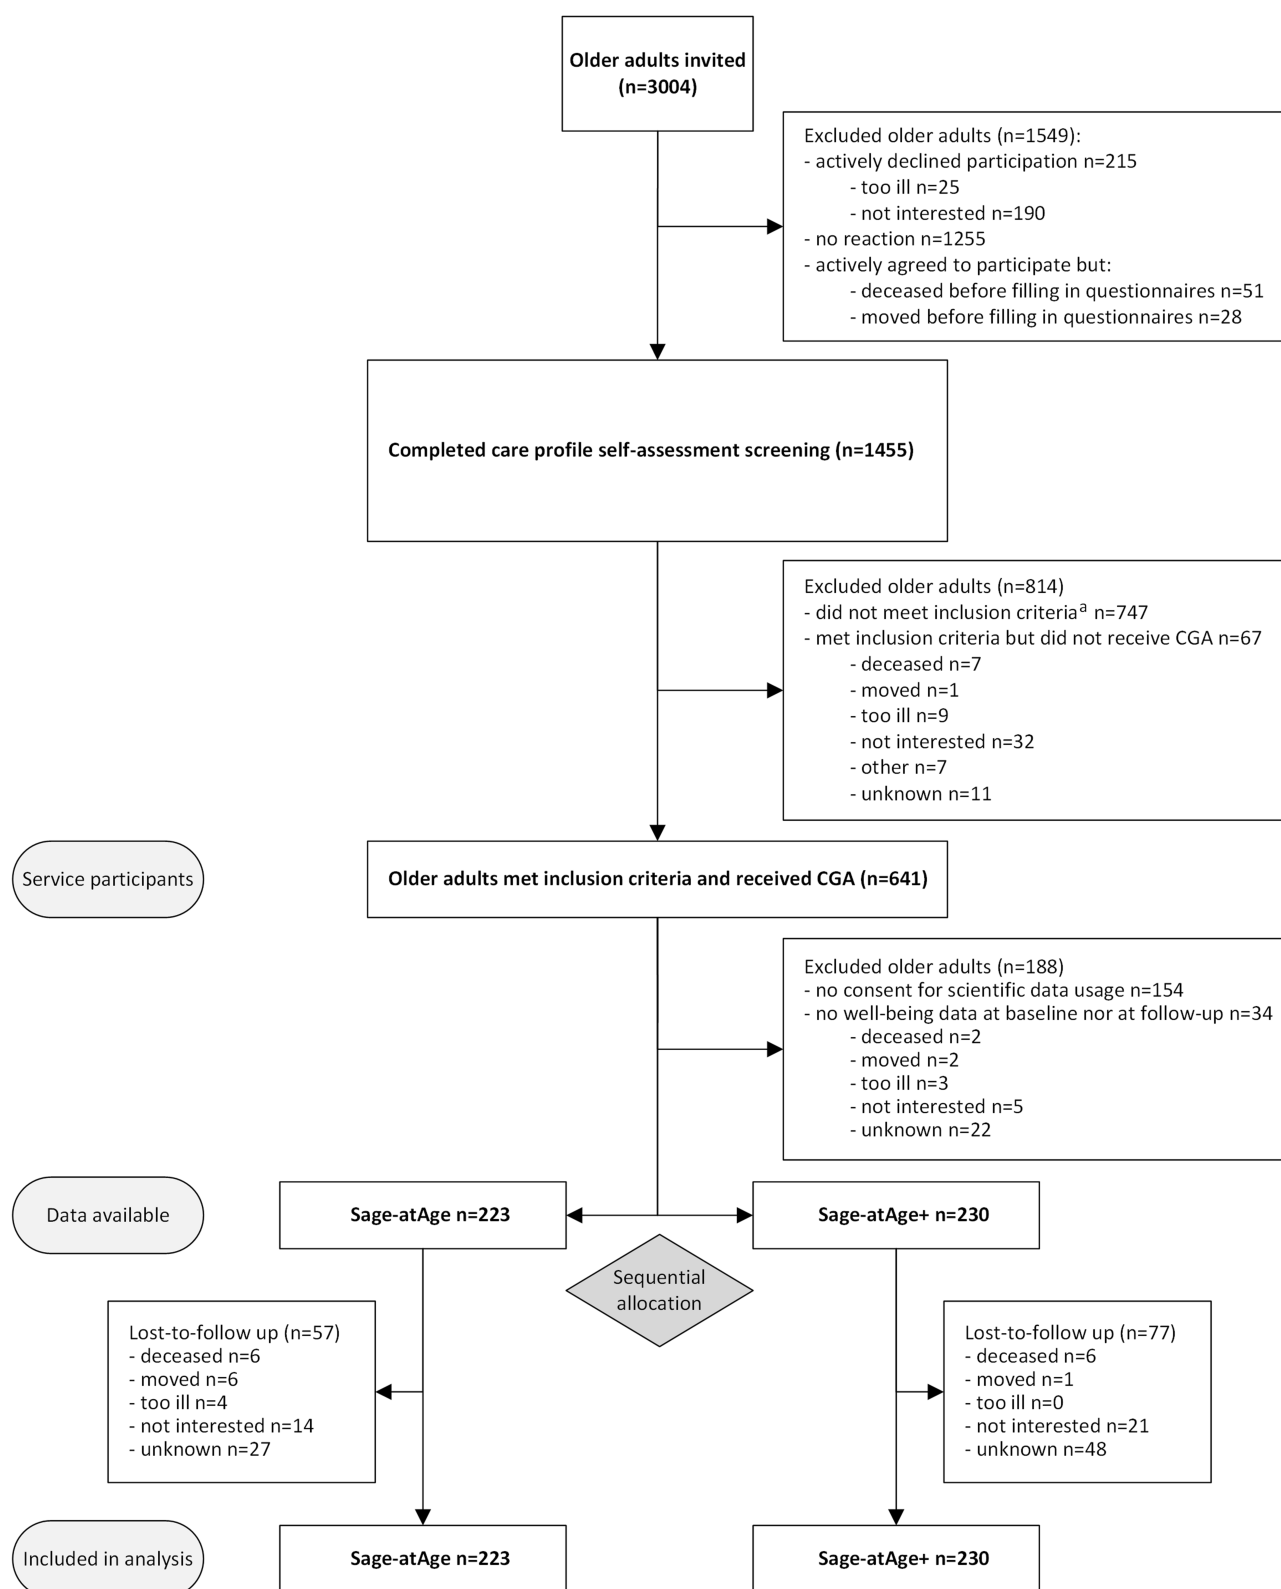 Older adults invited
(n=3004)
Excluded older adults (n=1549):
- actively declined participation n=215
- too ill n=25
- not interested n=190
- no reaction n=1255
- actively agreed to participate but:
- deceased before filling in questionnaires n=51
- moved before filling in questionnaires n=28
Completed care profile self-assessment screening (n=1455)
Excluded older adults (n=814)
- did not meet inclusion criteriaᵃ n=747
- met inclusion criteria but did not receive CGA n=67
- deceased n=7
- moved n=1
- too ill n=9
- not interested n=32
- other n=7
- unknown n=11
Service participants
Older adults met inclusion criteria and received CGA (n=641)
Excluded older adults (n=188)
- no consent for scientific data usage n=154
- no well-being data at baseline nor at follow-up n=34
- deceased n=2
- moved n=2
- too ill n=3
- not interested n=5
- unknown n=22
Data available
Sage-atAge n=223
Sage-atAge+ n=230
Sequential
allocation
Lost-to-follow up (n=57)
- deceased n=6
- moved n=6
- too ill n=4
- not interested n=14
- unknown n=27
Lost-to-follow up (n=77)
- deceased n=6
- moved n=1
- too ill n=0
- not interested n=21
- unknown n=48
Included in analysis
Sage-atAge n=223
Sage-atAge+ n=230